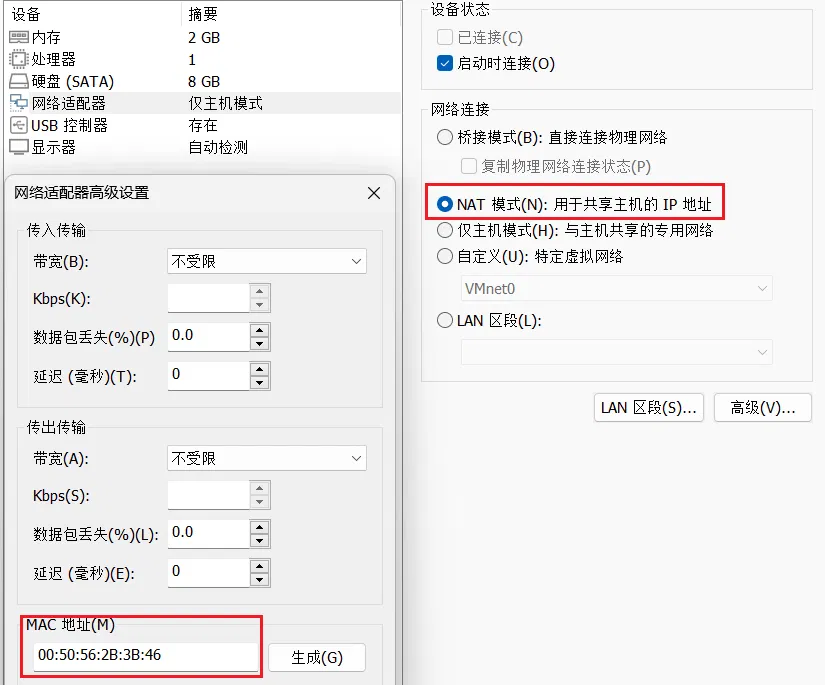 设备 摘要
内存 2 GB
处理器 1
硬盘 (SATA) 8 GB
网络适配器 仅主机模式
USB 控制器 存在
显示器 自动检测
网络适配器高级设置
传入传输
带宽(B): 不受限
Kbps(K):
数据包丢失(%)(P) 0.0
延迟 (毫秒)(T): 0
传出传输
带宽(A): 不受限
Kbps(S):
数据包丢失(%)(L): 0.0
延迟 (毫秒)(E): 0
MAC 地址(M)
00:50:56:2B:3B:46 生成(G)
设备状态
已连接(C)
启动时连接(O)
网络连接
桥接模式(B): 直接连接物理网络
复制物理网络连接状态(P)
NAT 模式(N): 用于共享主机的 IP 地址
仅主机模式(H): 与主机共享的专用网络
自定义(U): 特定虚拟网络
VMnet0
LAN 区段(L):
LAN 区段(S)... 高级(V)...